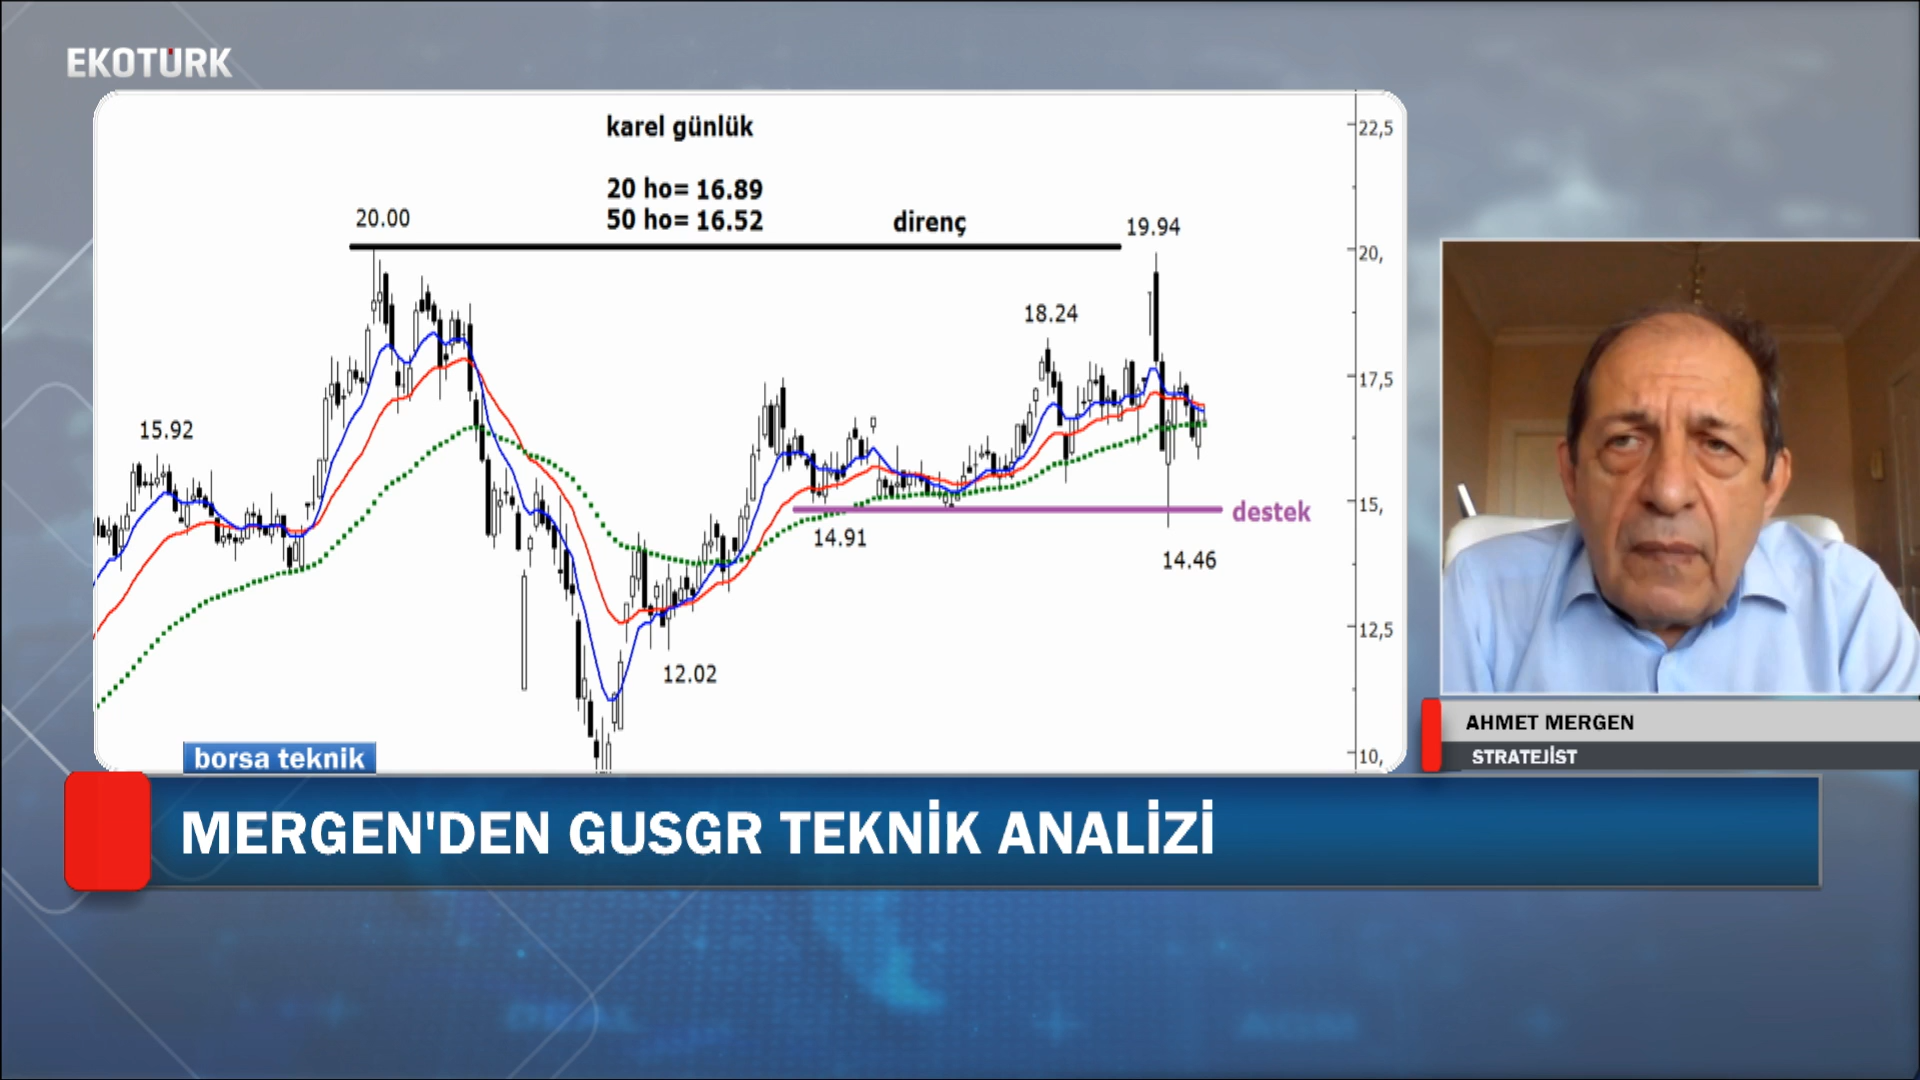 EKOTÜRK
karel günlük
20 ho= 16.89
50 ho= 16.52
20.00
direnç
19.94
18.24
15.92
14.91
destek
14.46
12.02
22,5
20,
17,5
15,
12,5
10,
AHMET MERGEN
STRATEJİST
borsa teknik
MERGEN'DEN GUSGR TEKNİK ANALİZİ